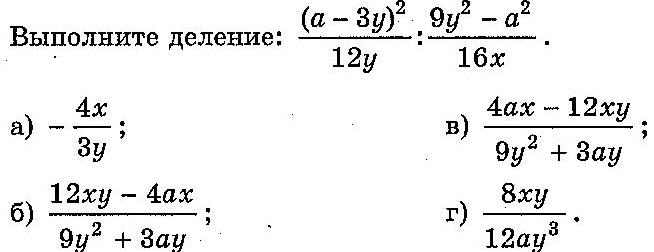 Выполните деление: (a − 3y)²/12y : 9y² − a²/16x .
а) − 4x/3y ;
в) 4ax − 12xy/9y² + 3ay ;
б) 12xy − 4ax/9y² + 3ay ;
г) 8xy/12ay³ .